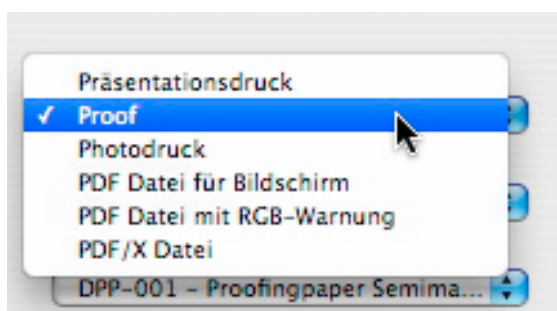 Präsentationsdruck
✓ Proof
Photodruck
PDF Datei für Bildschirm
PDF Datei mit RGB-Warnung
PDF/X Datei
DPP-001 - Proofingpaper Semima...